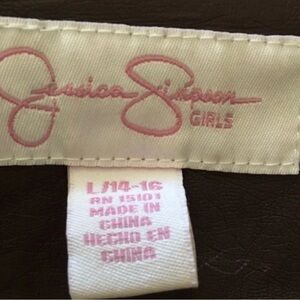 Jessica Simpson
GIRLS
L/14-16
RN 15101
MADE IN
CHINA
HECHO EN
CHINA